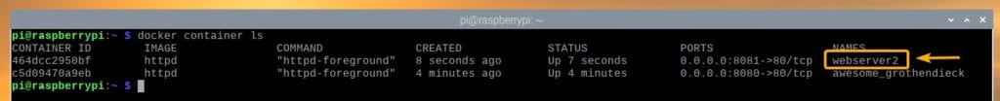 pi@raspberrypi: ~
pi@raspberrypi:~ $ docker container ls
CONTAINER ID IMAGE COMMAND CREATED STATUS PORTS NAMES
464dcc2950bf httpd "httpd-foreground" 8 seconds ago Up 7 seconds 0.0.0.0:8081->80/tcp webserver2
c5d09470a9eb httpd "httpd-foreground" 4 minutes ago Up 4 minutes 0.0.0.0:8080->80/tcp awesome_grothendieck
pi@raspberrypi:~ $